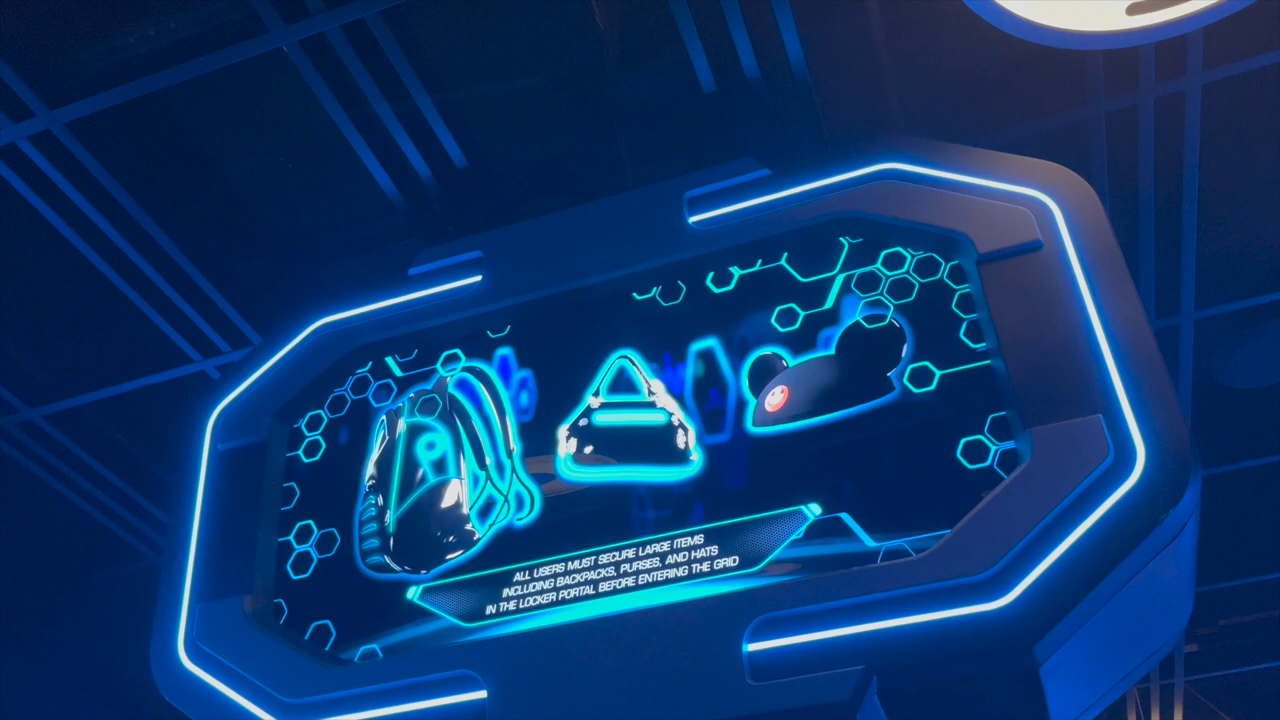 ALL USERS MUST SECURE LARGE ITEMS
INCLUDING BACKPACKS, PURSES, AND HATS
IN THE LOCKER PORTAL BEFORE ENTERING THE GRID